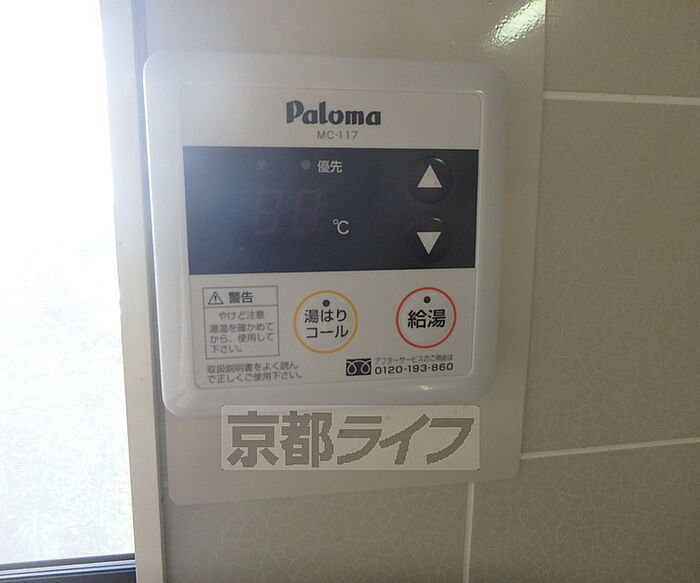 Paloma
MC-117
優先
℃
警告
やけど注意
湯温を確かめて
から、使用して
下さい。
取扱説明書をよく読ん
で正しくご使用下さい。
湯はり
コール
給湯
アフターサービスのご用命は
0120-193-860
京都ライフ